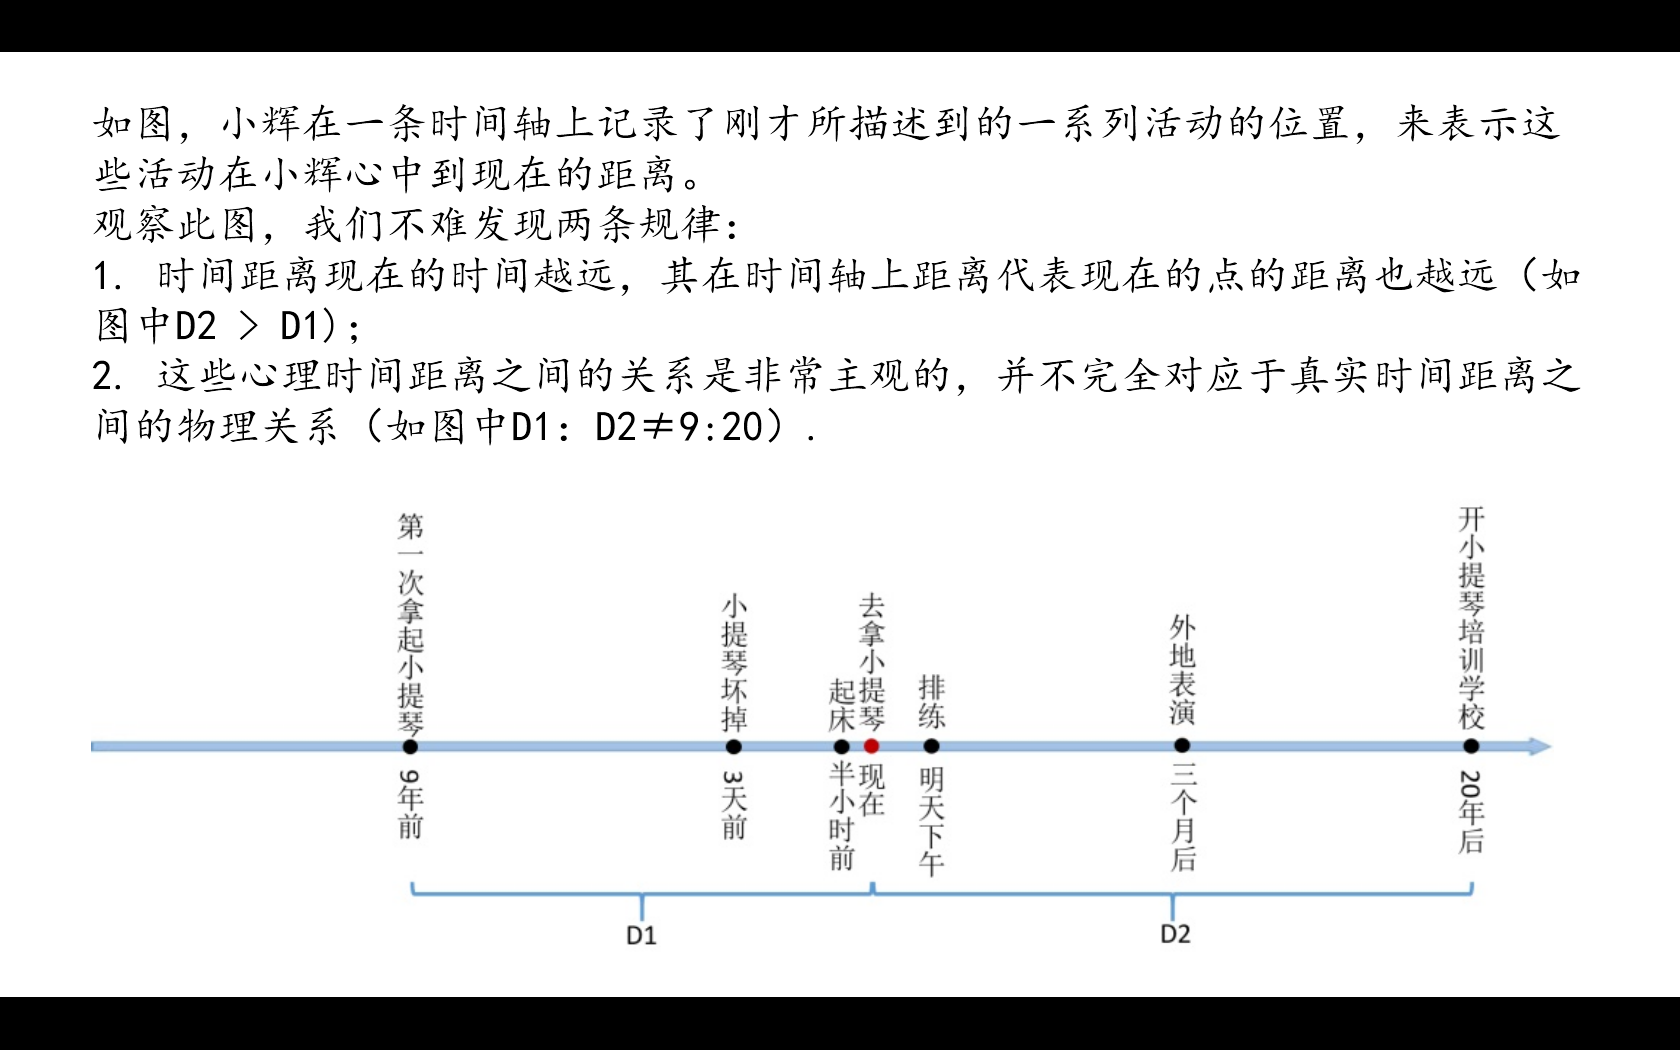 如图，小辉在一条时间轴上记录了刚才所描述到的一系列活动的位置，来表示这
些活动在小辉心中到现在的距离。
观察此图，我们不难发现两条规律：
1. 时间距离现在的时间越远，其在时间轴上距离代表现在的点的距离也越远（如
图中D2 > D1)；
2. 这些心理时间距离之间的关系是非常主观的，并不完全对应于真实时间距离之
间的物理关系（如图中D1：D2≠9:20）.
第一次拿起小提琴
小提琴坏掉
起床
去拿小提琴
排练
外地表演
开小提琴培训学校
9年前
3天前
半小时前
现在
明天下午
三个月后
20年后
D1
D2